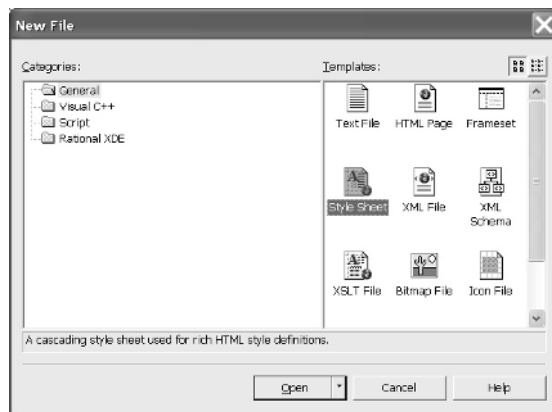 New File
Categories:
Templates:
General
Visual C++
Script
Rational XDE
Text File
HTML Page
Frameset
Style Sheet
XML File
XML
Schema
XSLT File
Bitmap File
Icon File
A cascading style sheet used for rich HTML style definitions.
Open
Cancel
Help